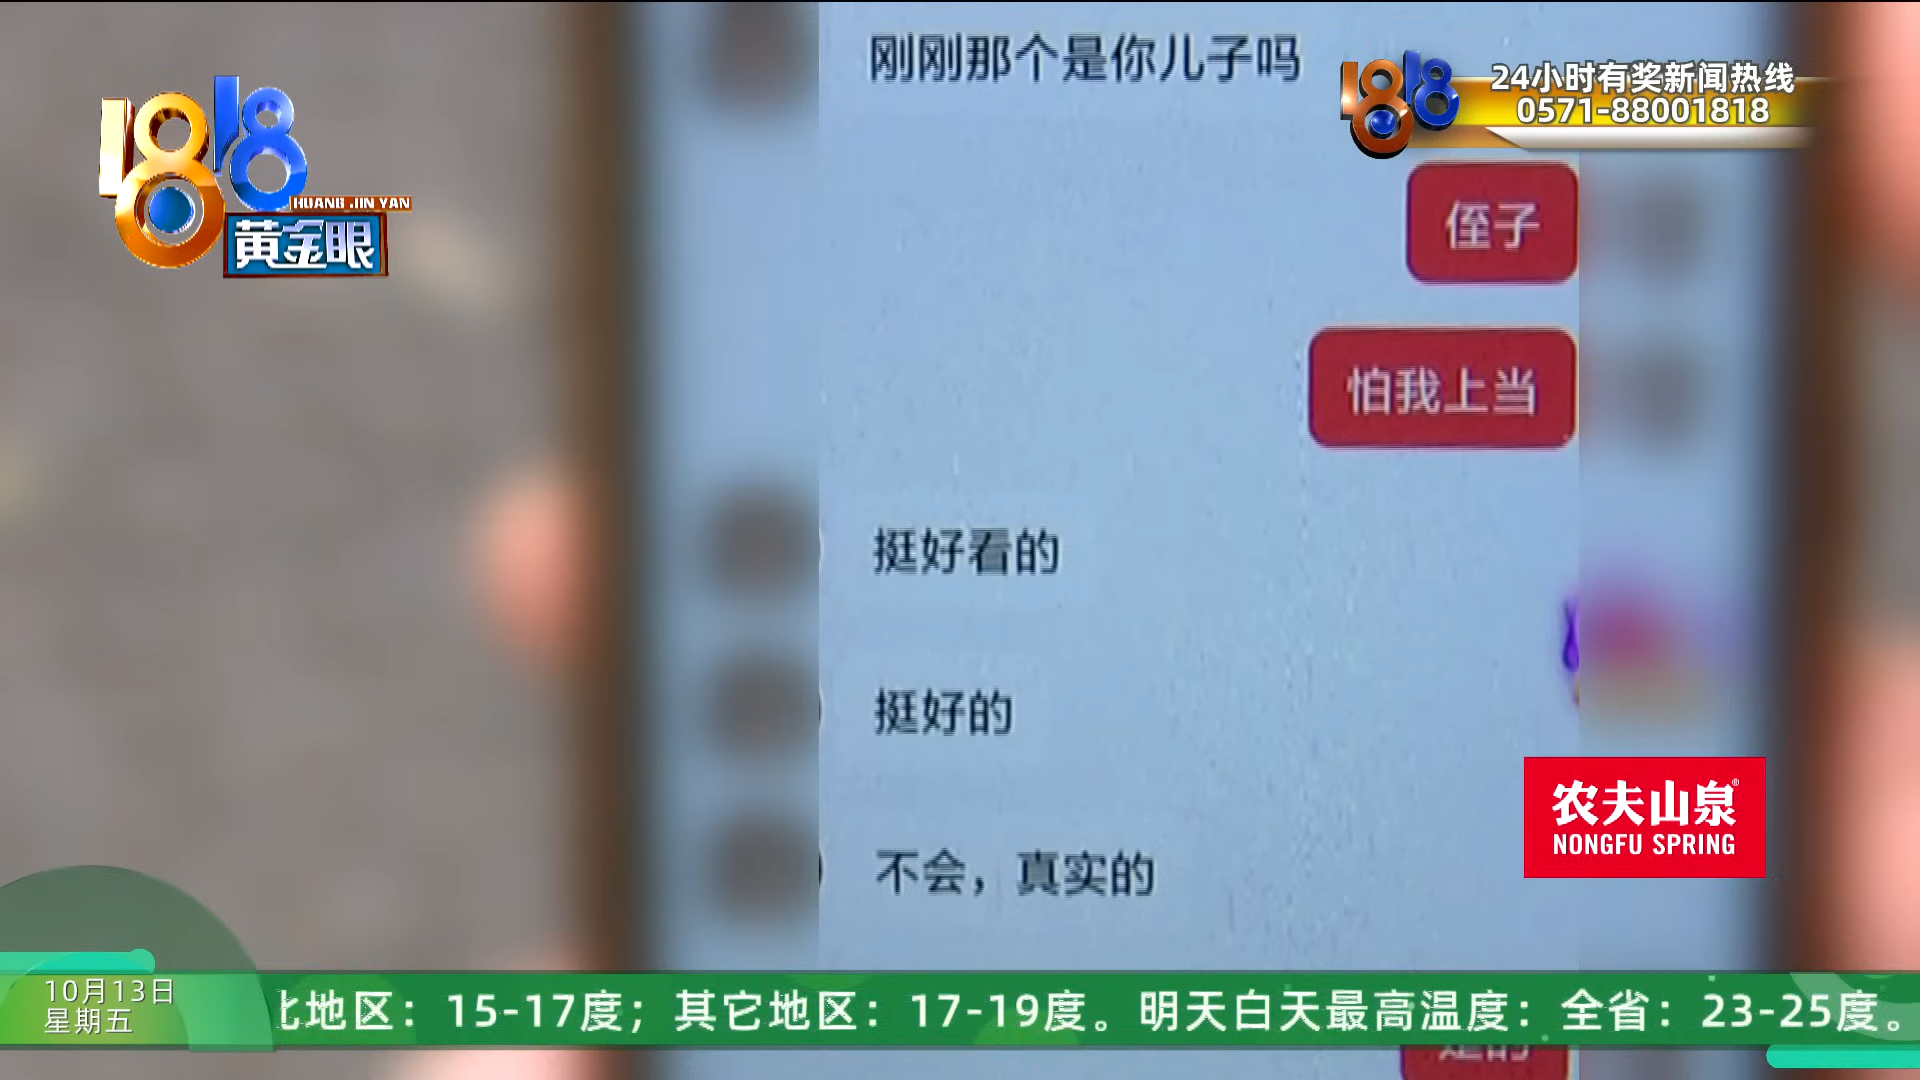 刚刚那个是你儿子吗
1818
HUANG JIN YAN
黄金眼
1818
24小时有奖新闻热线
0571-88001818
侄子
怕我上当
挺好看的
挺好的
不会，真实的
农夫山泉®
NONGFU SPRING
10月13日
星期五
北地区：15-17度；其它地区：17-19度。明天白天最高温度：全省：23-25度。
是的